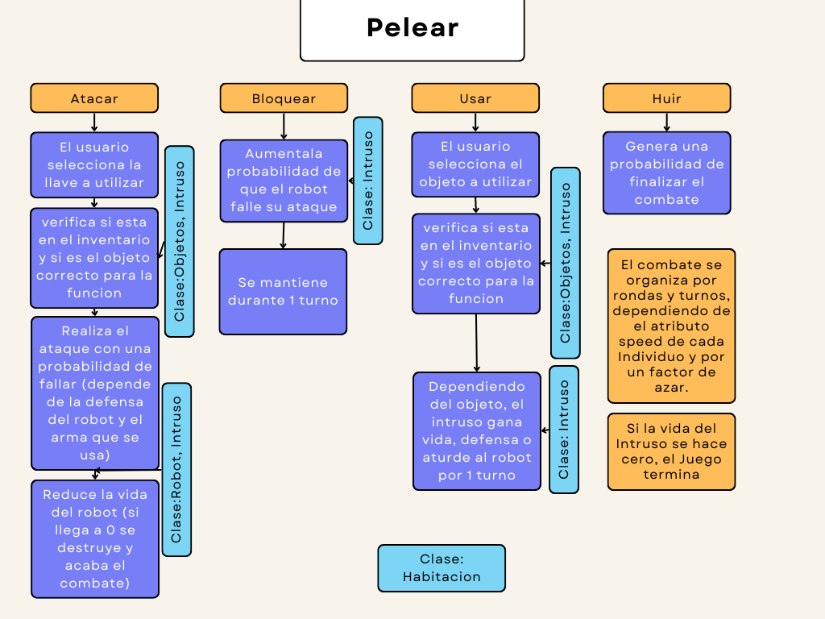 Pelear
Atacar
El usuario
selecciona la
llave a utilizar
verifica si esta
en el inventario
y si es el objeto
correcto para la
funcion
Clase:Objetos, Intruso
Realiza el
ataque con una
probabilidad de
fallar (depende
de la defensa
del robot y el
arma que se
usa)
Clase:Robot, Intruso
Reduce la vida
del robot (si
llega a 0 se
destruye y
acaba el
combate)
Bloquear
Aumentala
probabilidad de
que el robot
falle su ataque
Clase: Intruso
Se mantiene
durante 1 turno
Usar
El usuario
selecciona el
objeto a utilizar
verifica si esta
en el inventario
y si es el objeto
correcto para la
funcion
Clase:Objetos, Intruso
Dependiendo
del objeto, el
intruso gana
vida, defensa o
aturde al robot
por 1 turno
Clase: Intruso
Huir
Genera una
probabilidad de
finalizar el
combate
El combate se
organiza por
rondas y turnos,
dependiendo de
el atributo
speed de cada
Individuo y por
un factor de
azar.
Si la vida del
Intruso se hace
cero, el Juego
termina
Clase:
Habitacion